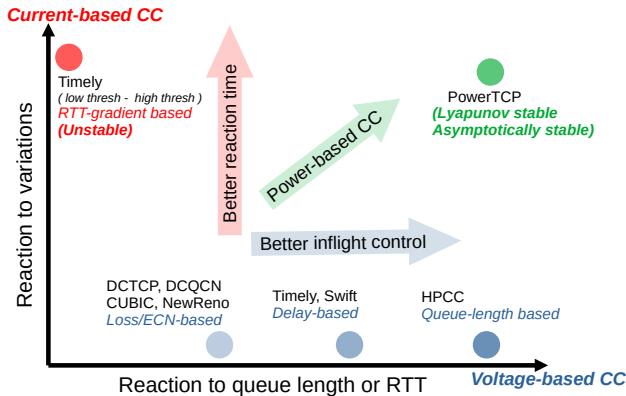 Current-based CC
Timely
( low thresh - high thresh )
RTT-gradient based
(Unstable)
Better reaction time
Power-based CC
PowerTCP
(Lyapunov stable
Asymptotically stable)
Reaction to variations
Better inflight control
DCTCP, DCQCN
CUBIC, NewReno
Loss/ECN-based
Timely, Swift
Delay-based
HPCC
Queue-length based
Reaction to queue length or RTT
Voltage-based CC